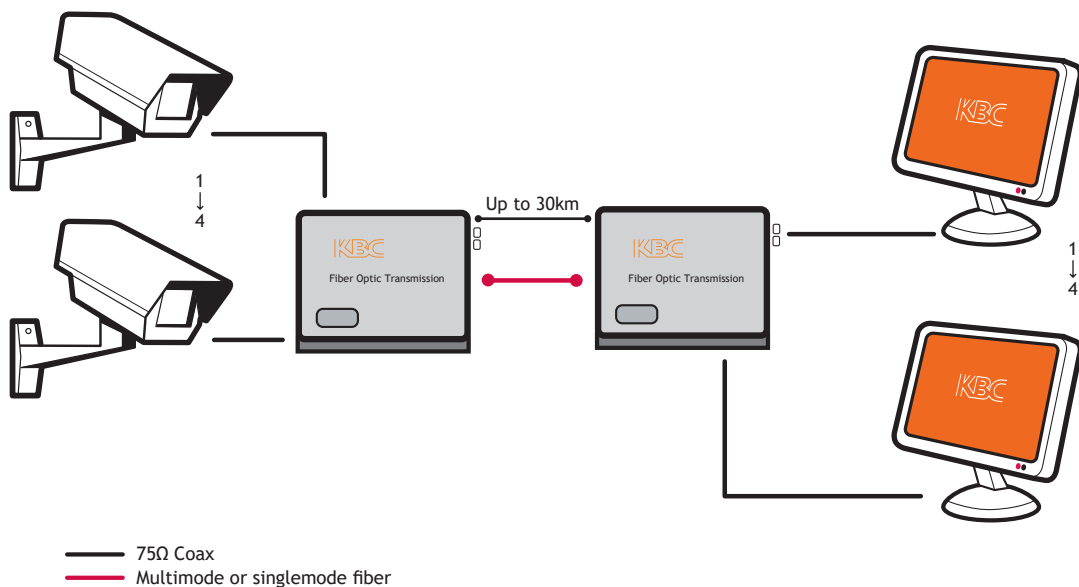 KBC
1
↓
4
Up to 30km
KBC
Fiber Optic Transmission
KBC
Fiber Optic Transmission
1
↓
4
KBC
75Ω Coax
Multimode or singlemode fiber